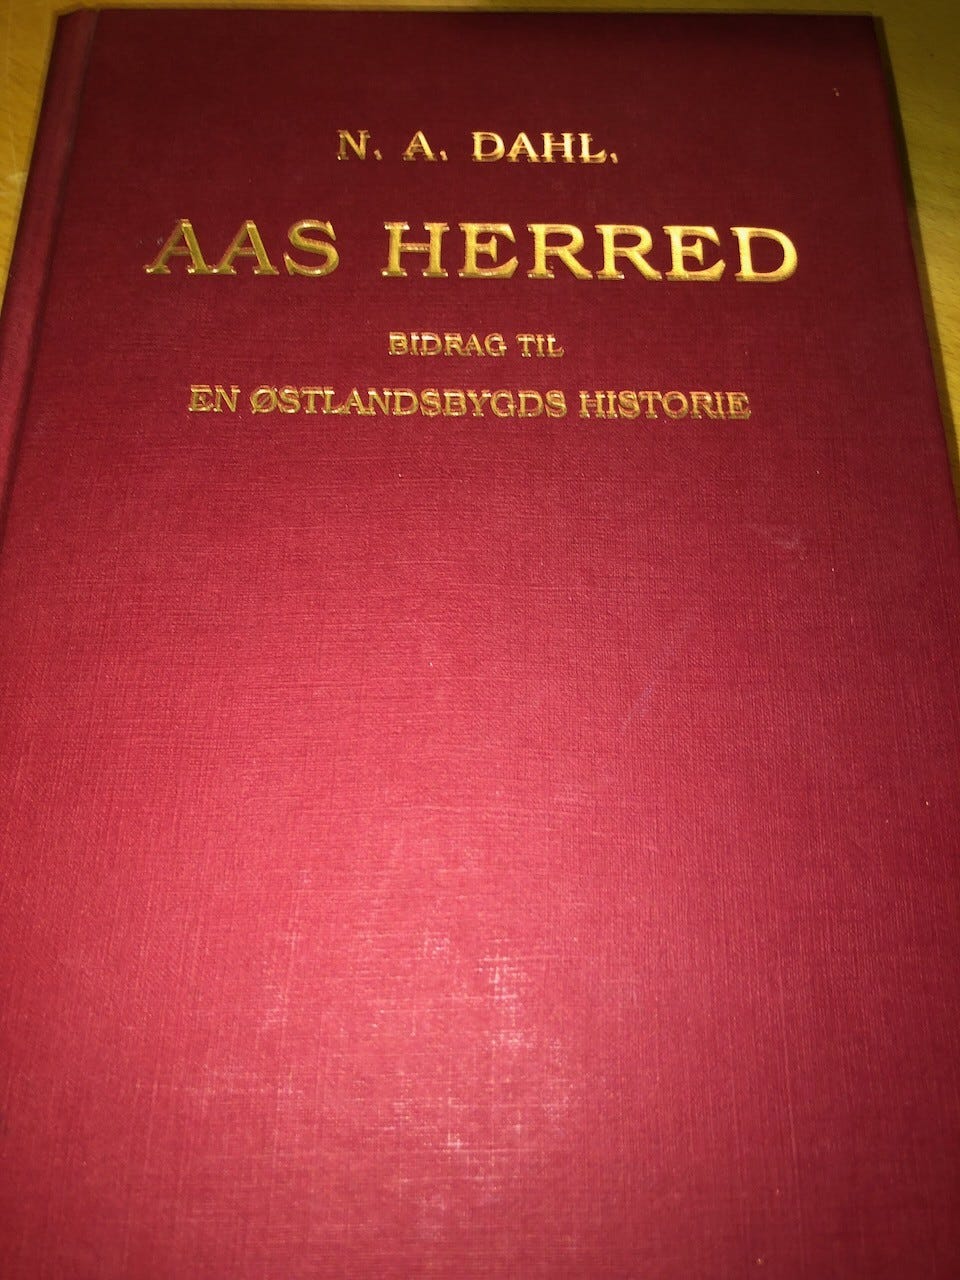 N. A. DAHL.
AAS HERRED
BIDRAG TIL
EN ØSTLANDSBYGDS HISTORIE